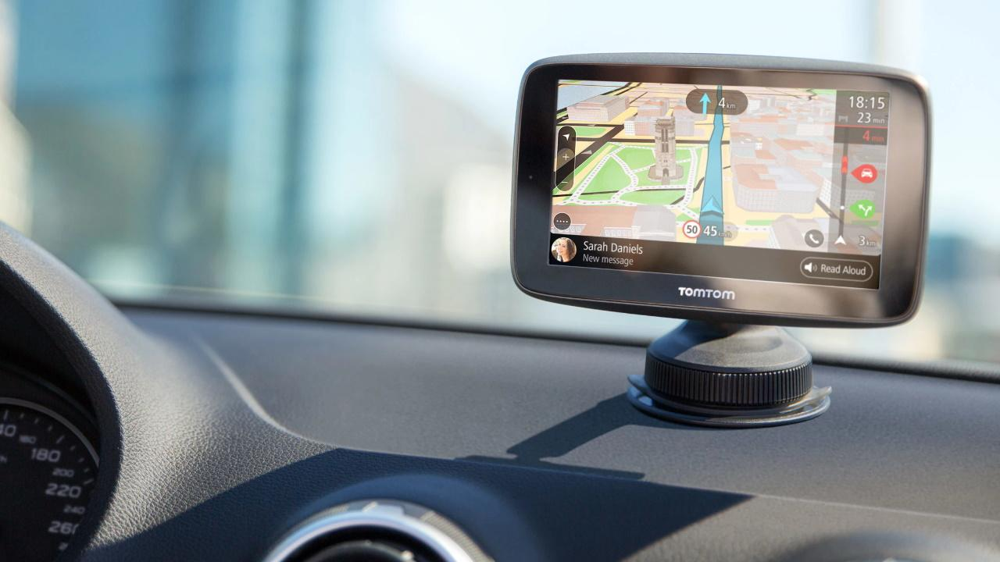 4 km
18:15
23 min
4 min
50 45 km/h
3 km
Sarah Daniels
New message
Read Aloud
TOMTOM
180
200
220
240